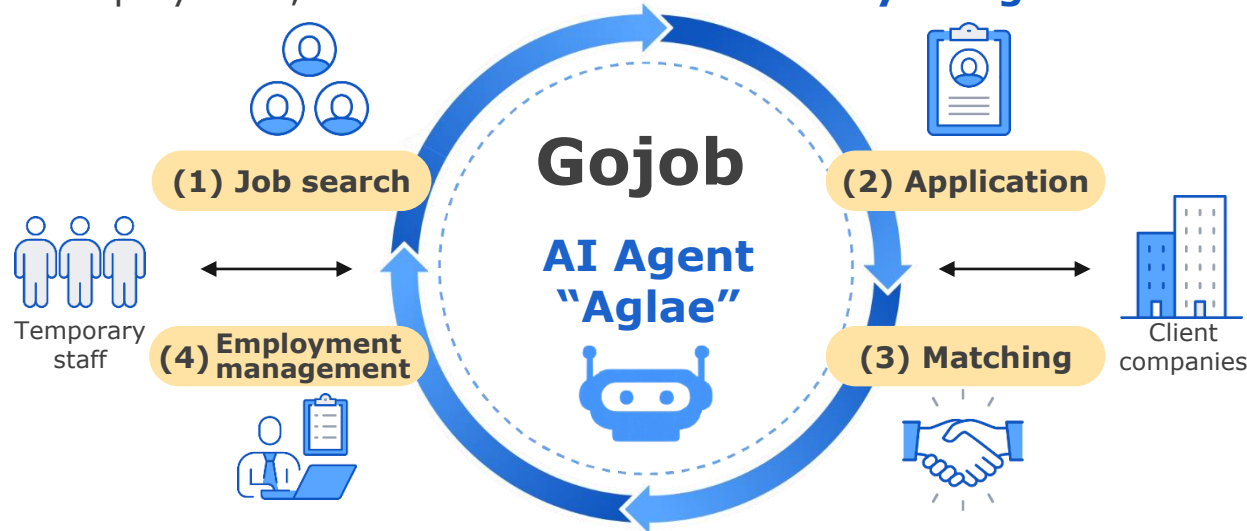 Gojob
AI Agent
“Aglae”
(1) Job search
(2) Application
(3) Matching
(4) Employment
management
Temporary
staff
Client
companies